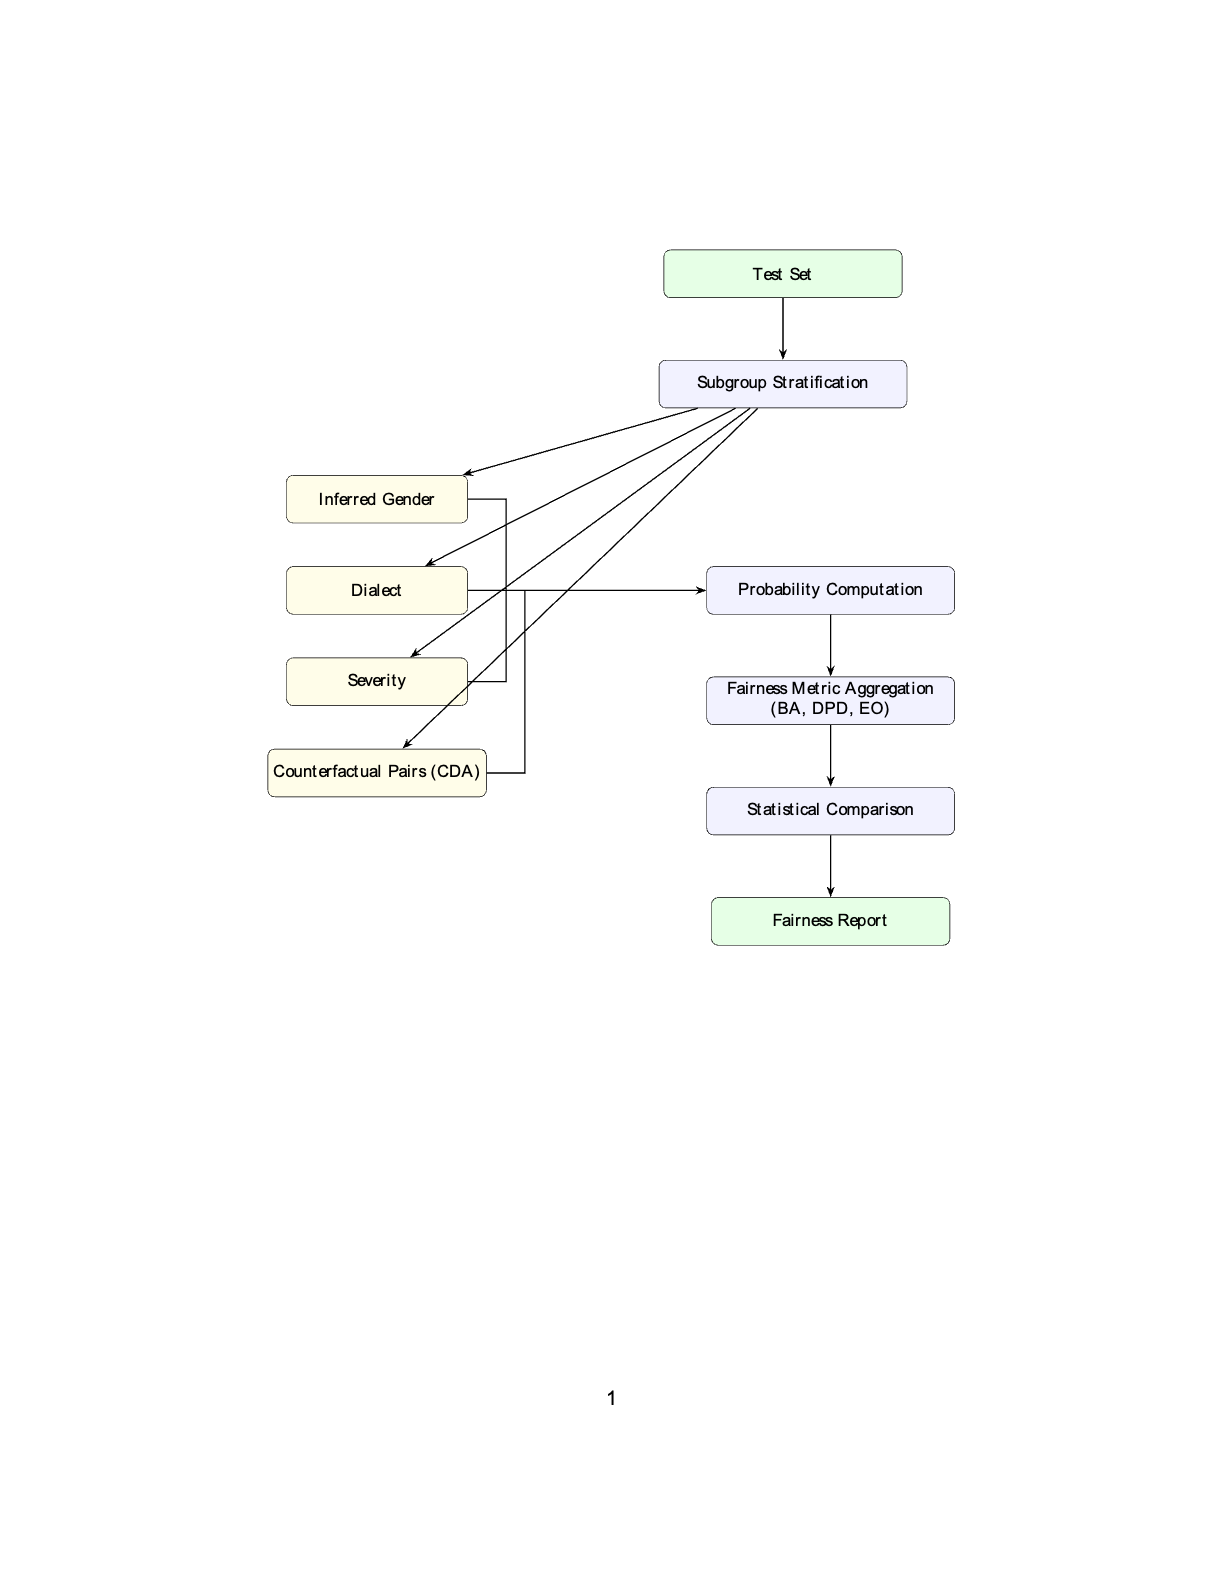 Test Set
Subgroup Stratification
Inferred Gender
Dialect
Probability Computation
Severity
Fairness Metric Aggregation
(BA, DPD, EO)
Counterfactual Pairs (CDA)
Statistical Comparison
Fairness Report
1